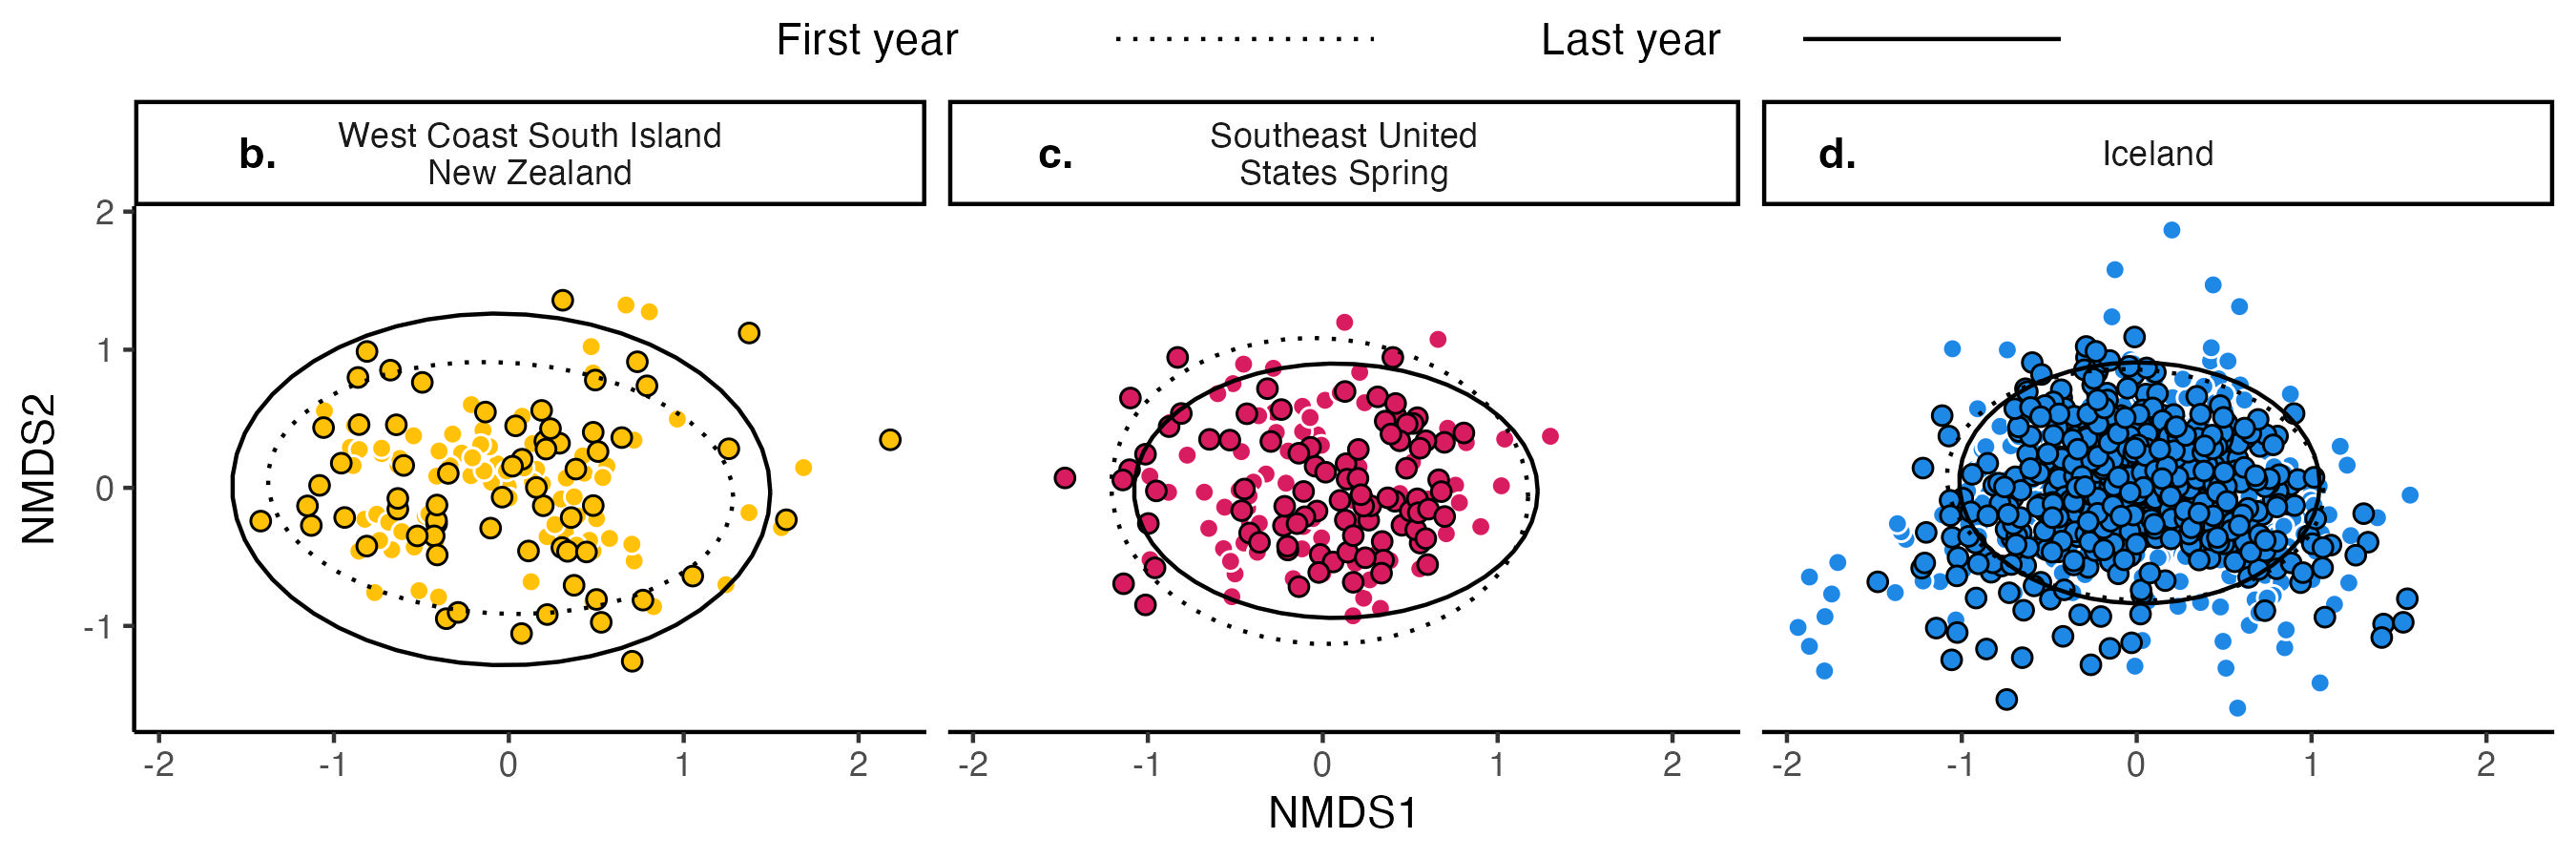 First year
Last year
b.
West Coast South Island
New Zealand
c.
Southeast United
States Spring
d.
Iceland
NMDS2
2
1
0
-1
-2
-1
0
1
2
-2
-1
0
1
2
-2
-1
0
1
2
NMDS1